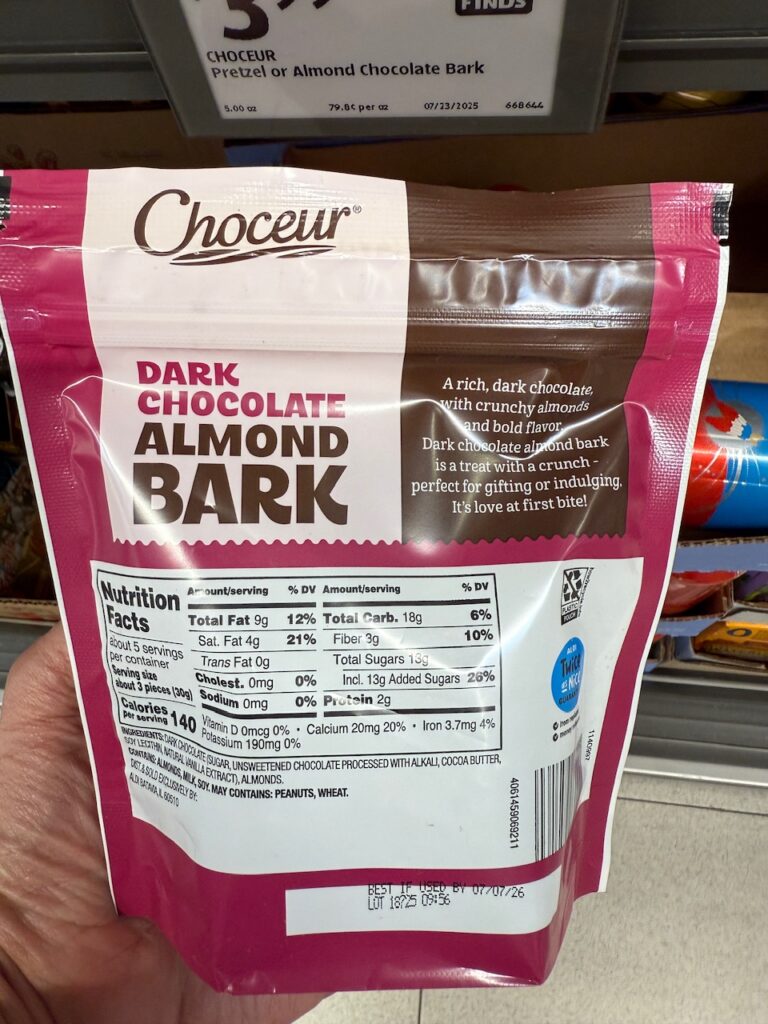 3
FINDS
CHOCEUR
Pretzel or Almond Chocolate Bark
5.00 oz 79.8¢ per oz 07/23/2025 668644
Choceur®
DARK
CHOCOLATE
ALMOND
BARK
A rich, dark chocolate,
with crunchy almonds
and bold flavor.
Dark chocolate almond bark
is a treat with a crunch -
perfect for gifting or indulging.
It's love at first bite!
Nutrition
Facts
about 5 servings
per container
Serving size
about 3 pieces (30g)
Calories
per serving 140
Amount/serving % DV Amount/serving % DV
Total Fat 9g 12% Total Carb. 18g 6%
Sat. Fat 4g 21% Fiber 3g 10%
Trans Fat 0g Total Sugars 13g
Cholest. 0mg 0% Incl. 13g Added Sugars 26%
Sodium 0mg 0% Protein 2g
Vitamin D 0mcg 0% • Calcium 20mg 20% • Iron 3.7mg 4%
Potassium 190mg 0%
INGREDIENTS: DARK CHOCOLATE (SUGAR, UNSWEETENED CHOCOLATE PROCESSED WITH ALKALI, COCOA BUTTER,
SOY LECITHIN, NATURAL VANILLA EXTRACT), ALMONDS.
CONTAINS: ALMONDS, MILK, SOY. MAY CONTAIN: PEANUTS, WHEAT.
DIST. & SOLD EXCLUSIVELY BY:
ALDI BATAVIA, IL 60510
PLASTIC
POUCH
ALDI
Twice
as Nice
GUARANTEE
4061459069211
BEST IF USED BY 07/07/26
LOT 18725 09:56